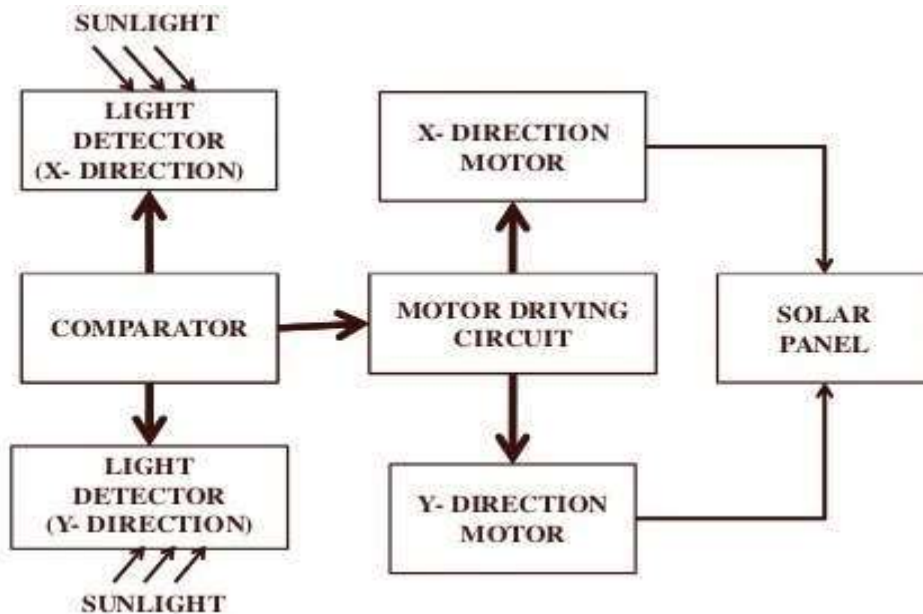 SUNLIGHT
LIGHT
DETECTOR
(X- DIRECTION)
X- DIRECTION
MOTOR
COMPARATOR
MOTOR DRIVING
CIRCUIT
SOLAR
PANEL
LIGHT
DETECTOR
(Y- DIRECTION)
Y- DIRECTION
MOTOR
SUNLIGHT